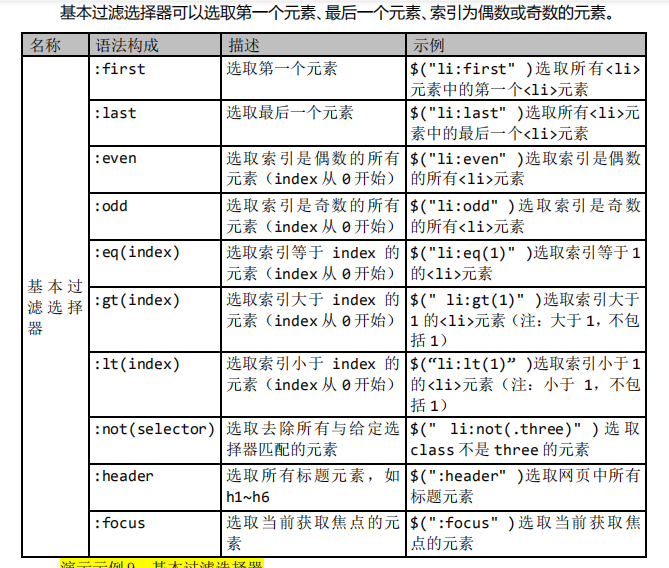 基本过滤选择器可以选取第一个元素、最后一个元素、索引为偶数或奇数的元素。
名称 语法构成 描述 示例
基本过滤选择器
:first 选取第一个元素 $("li:first" )选取所有<li>
元素中的第一个<li>元素
:last 选取最后一个元素 $("li:last" )选取所有<li>元
素中的最后一个<li>元素
:even 选取索引是偶数的所有 $("li:even" )选取索引是偶数
元素（index 从 0 开始） 的所有<li>元素
:odd 选取索引是奇数的所有 $("li:odd" )选取索引是奇数
元素（index 从 0 开始） 的所有<li>元素
:eq(index) 选取索引等于 index 的 $("li:eq(1)" )选取索引等于 1
元素（index 从 0 开始） 的<li>元素
:gt(index) 选取索引大于 index 的 $(" li:gt(1)" )选取索引大于
元素（index 从 0 开始） 1 的<li>元素（注：大于 1，不包
括 1）
:lt(index) 选取索引小于 index 的 $(“li:lt(1)” )选取索引小于 1
元素（index 从 0 开始） 的<li>元素（注：小于 1，不包
括 1）
:not(selector) 选取去除所有与给定选 $(" li:not(.three)" )选取
择器匹配的元素 class 不是 three 的元素
:header 选取所有标题元素，如 $(":header" )选取网页中所有
h1~h6 标题元素
:focus 选取当前获取焦点的元 $(":focus" )选取当前获取焦
素 点的元素
演示示例 9 基本过滤选择器